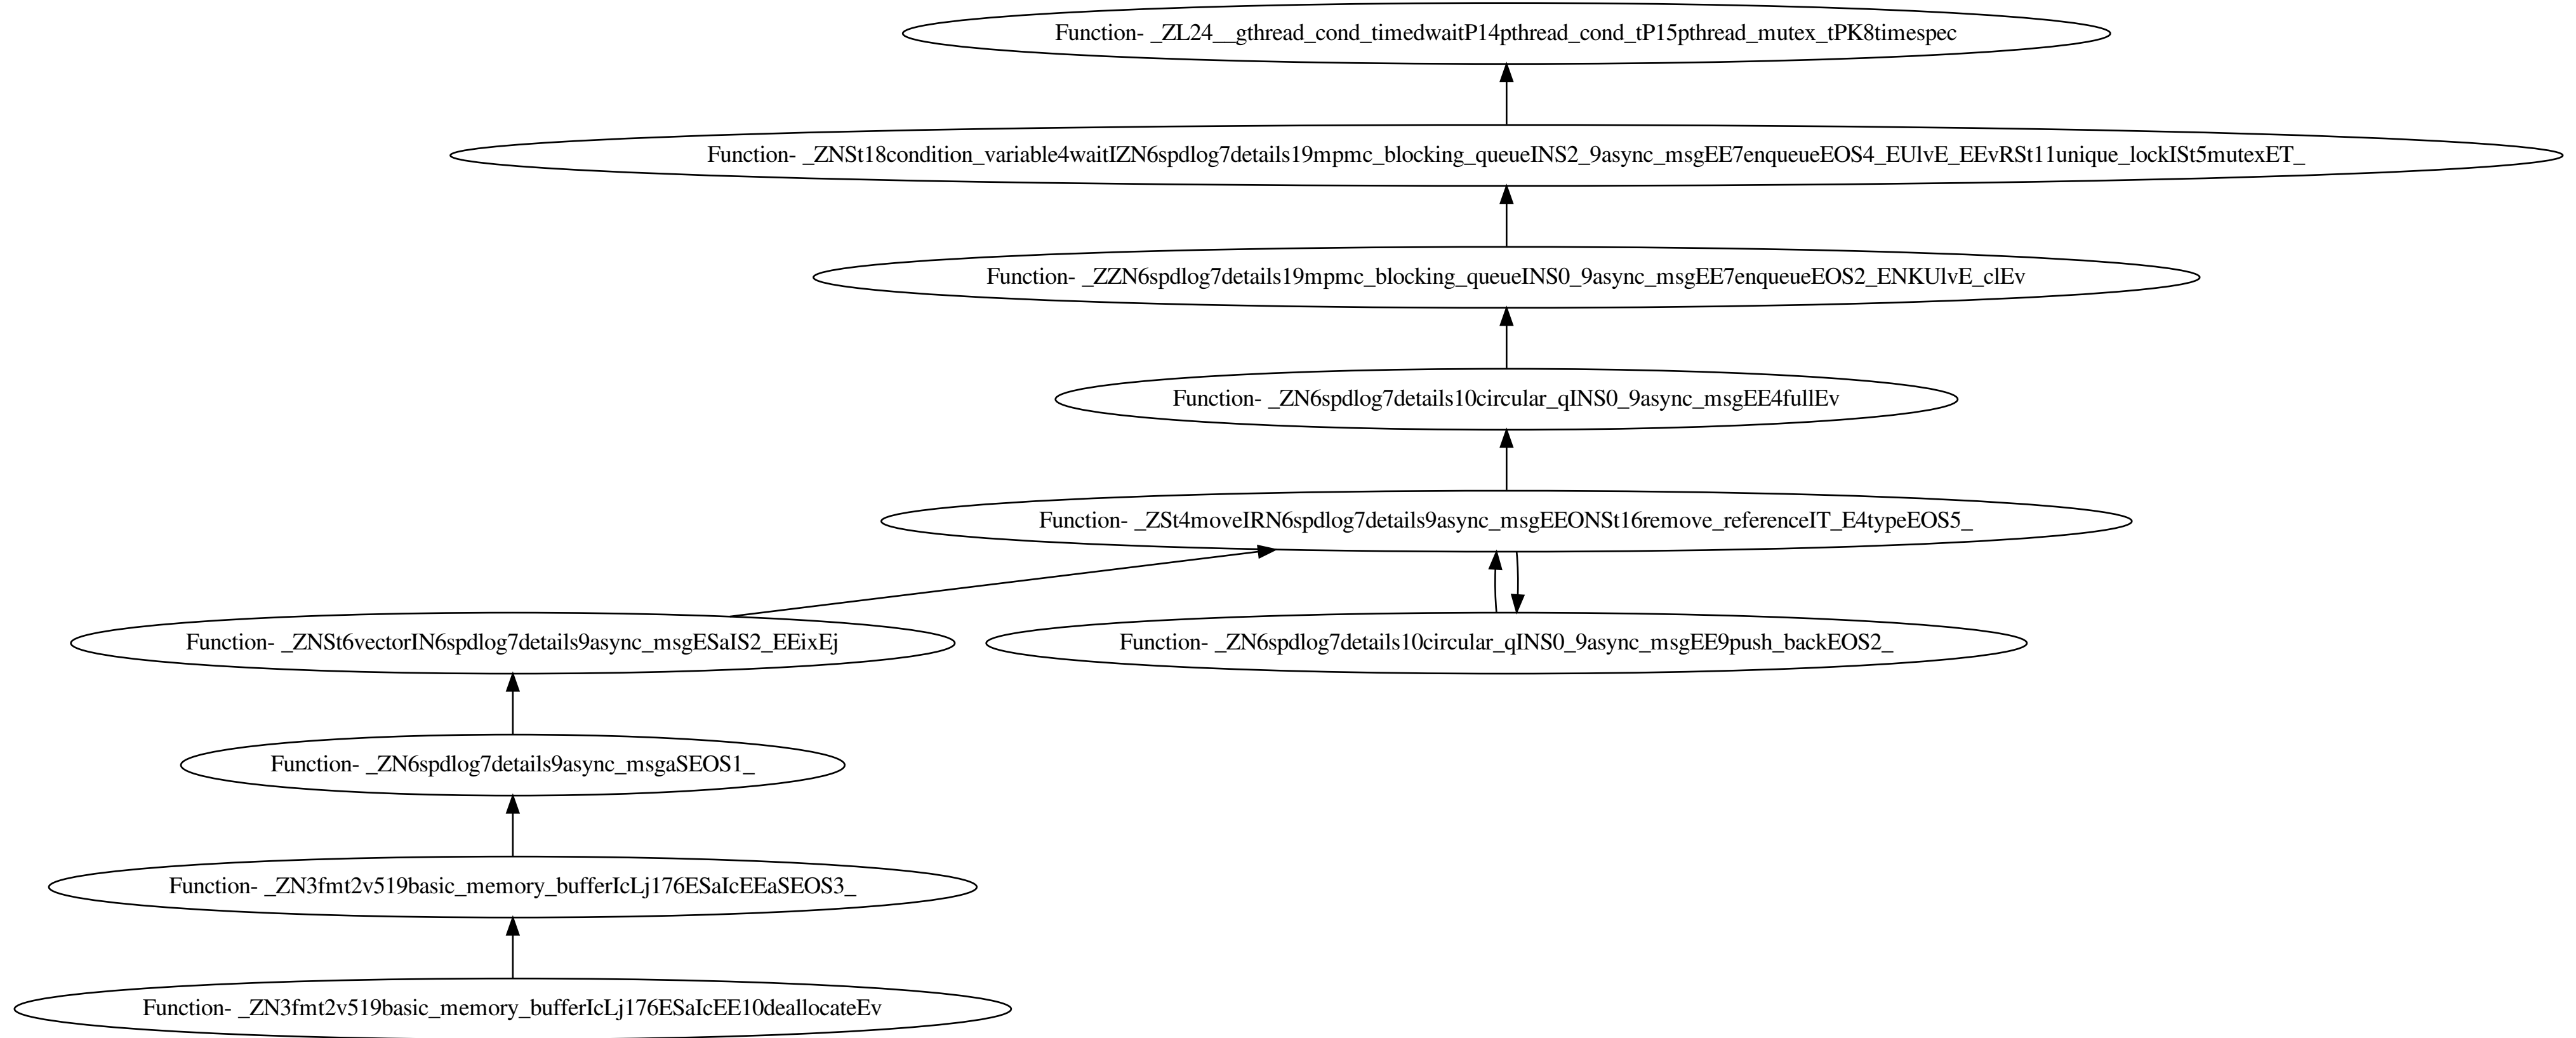 Function- _ZL24__gthread_cond_timedwaitP14pthread_cond_tP15pthread_mutex_tPK8timespec
Function- _ZNSt18condition_variable4waitIZN6spdlog7details19mpmc_blocking_queueINS2_9async_msgEE7enqueueEOS4_EUlvE_EEvRSt11unique_lockISt5mutexET_
Function- _ZZN6spdlog7details19mpmc_blocking_queueINS0_9async_msgEE7enqueueEOS2_ENKUlvE_clEv
Function- _ZN6spdlog7details10circular_qINS0_9async_msgEE4fullEv
Function- _ZSt4moveIRN6spdlog7details9async_msgEEONSt16remove_referenceIT_E4typeEOS5_
Function- _ZNSt6vectorIN6spdlog7details9async_msgESaIS2_EEixEj
Function- _ZN6spdlog7details10circular_qINS0_9async_msgEE9push_backEOS2_
Function- _ZN6spdlog7details9async_msgaSEOS1_
Function- _ZN3fmt2v519basic_memory_bufferIcLj176ESaIcEEaSEOS3_
Function- _ZN3fmt2v519basic_memory_bufferIcLj176ESaIcEE10deallocateEv